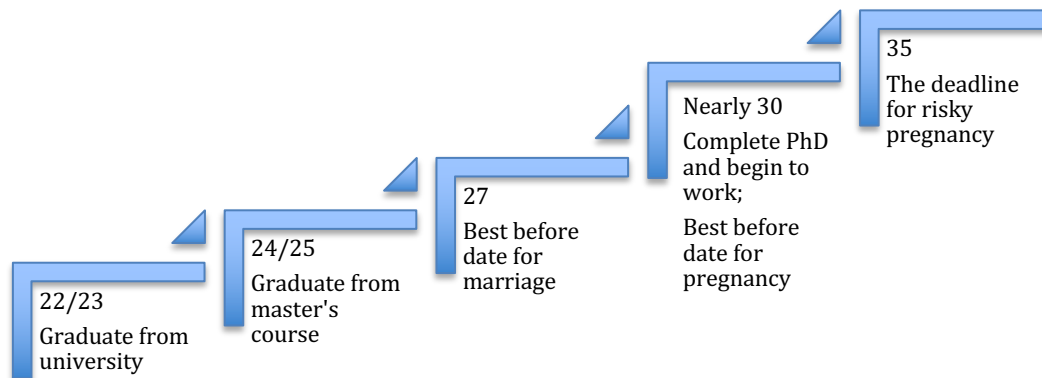 22/23
Graduate from
university
24/25
Graduate from
master's
course
27
Best before
date for
marriage
Nearly 30
Complete PhD
and begin to
work;
Best before
date for
pregnancy
35
The deadline
for risky
pregnancy